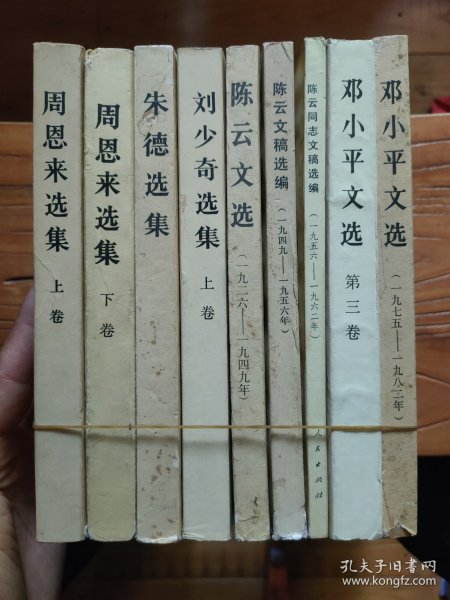 周恩来选集 上卷
周恩来选集 下卷
朱德选集
刘少奇选集 上卷
陈云文选 (一九二六——一九四九年)
陈云文稿选编 (一九四九——一九五六年)
陈云同志文稿选编 (一九五六——一九六二年) 人民出版社
邓小平文选 第三卷
邓小平文选 (一九七五——一九八二年)
孔夫子旧书网
www.kongfz.com